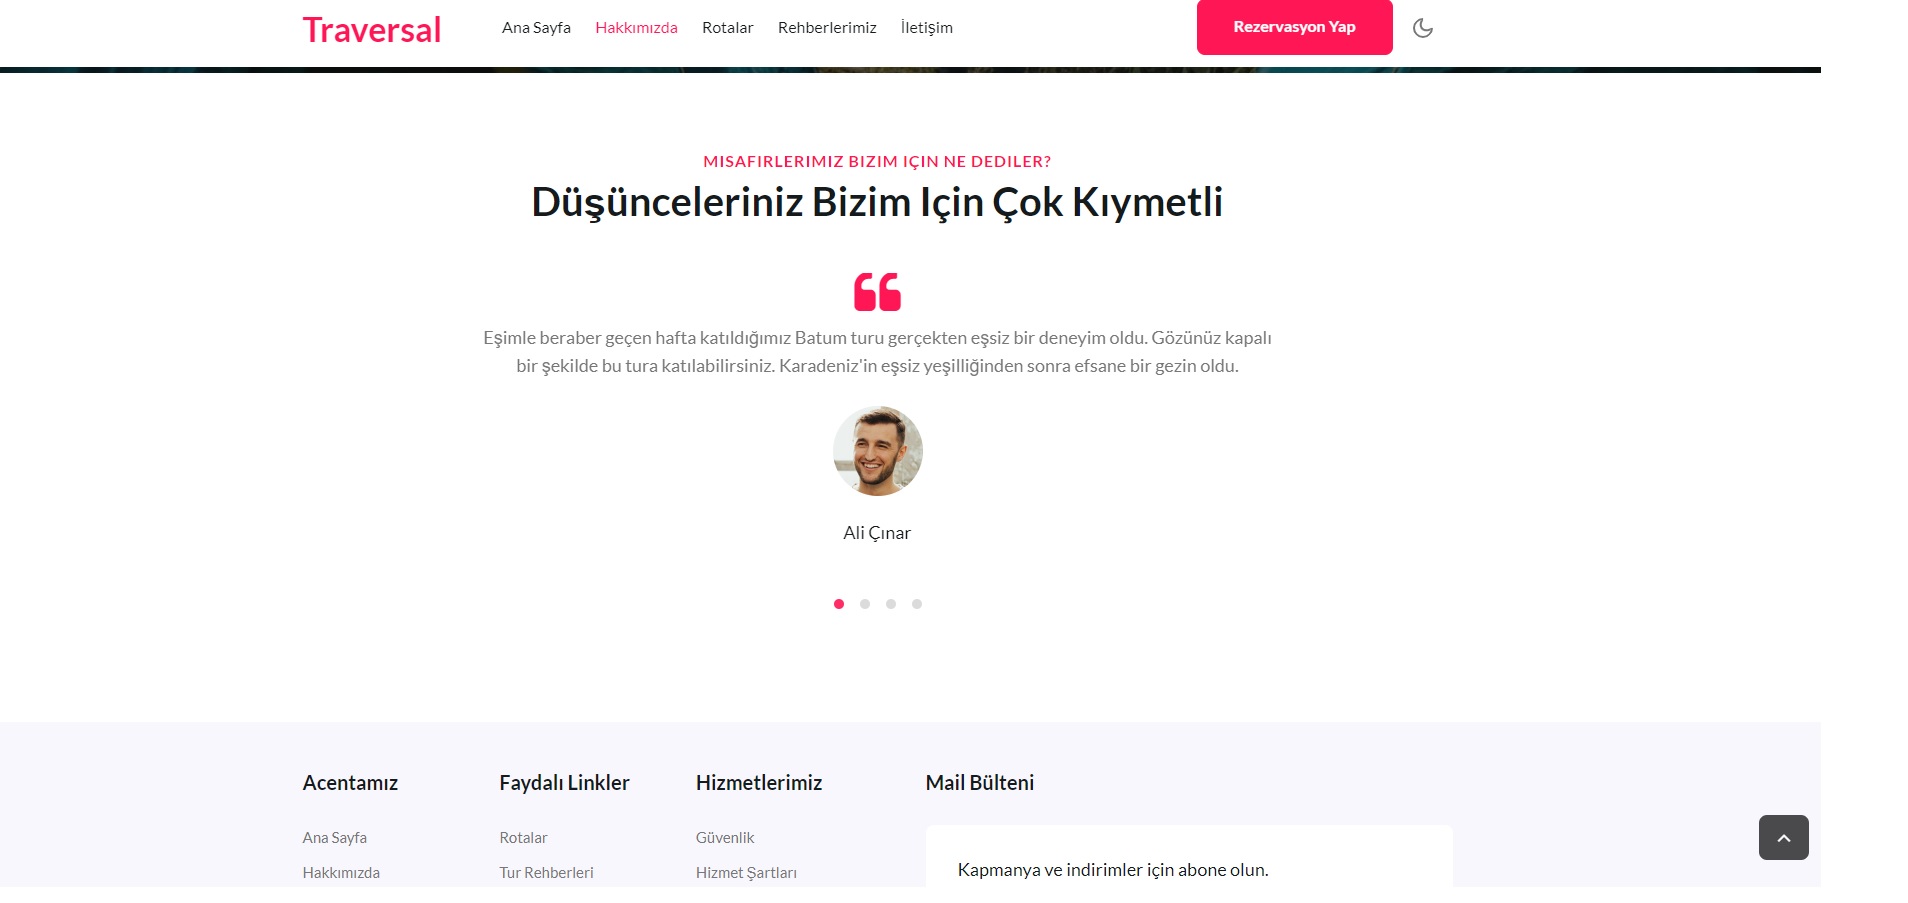 Traversal
Ana Sayfa
Hakkımızda
Rotalar
Rehberlerimiz
İletişim
Rezervasyon Yap
MISAFIRLERIMIZ BIZIM IÇIN NE DEDILER?
Düşünceleriniz Bizim Için Çok Kıymetli
Eşimle beraber geçen hafta katıldığımız Batum turu gerçekten eşsiz bir deneyim oldu. Gözünüz kapalı
bir şekilde bu tura katılabilirsiniz. Karadeniz'in eşsiz yeşilliğinden sonra efsane bir gezin oldu.
Ali Çınar
Acentamız
Ana Sayfa
Hakkımızda
Faydalı Linkler
Rotalar
Tur Rehberleri
Hizmetlerimiz
Güvenlik
Hizmet Şartları
Mail Bülteni
Kapmanya ve indirimler için abone olun.